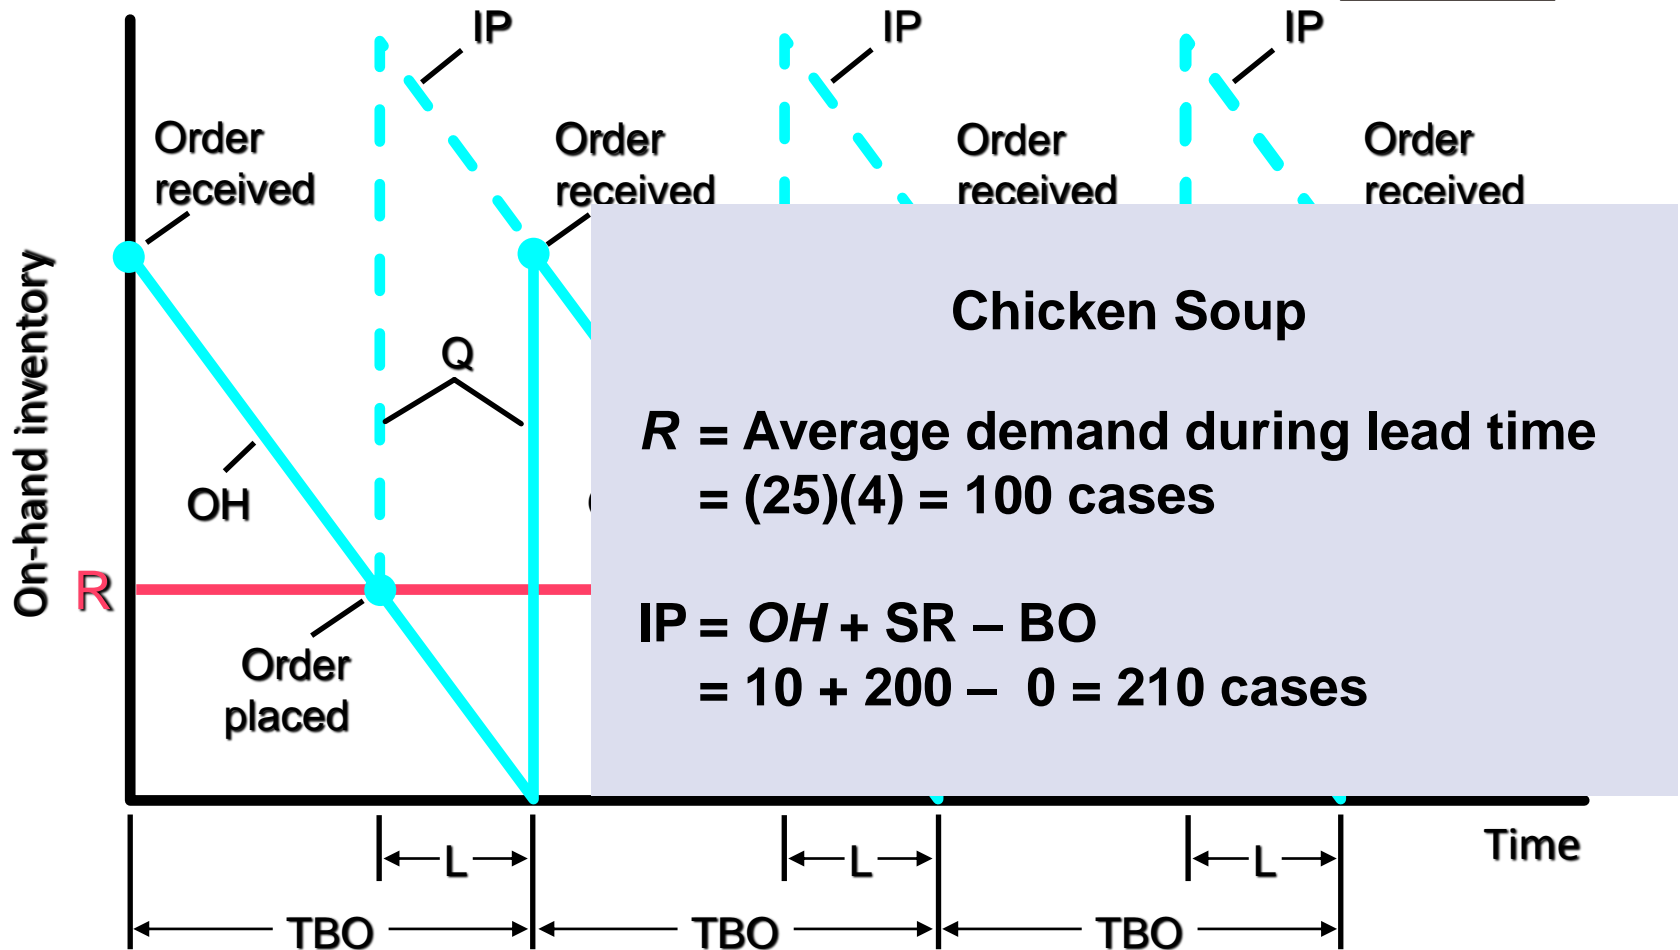 IP
IP
IP
Order
received
Order
received
Order
received
Order
received
On-hand inventory
Q
OH
R
Order
placed
Chicken Soup
R = Average demand during lead time
= (25)(4) = 100 cases
IP = OH + SR – BO
= 10 + 200 – 0 = 210 cases
Time
L
L
L
TBO
TBO
TBO